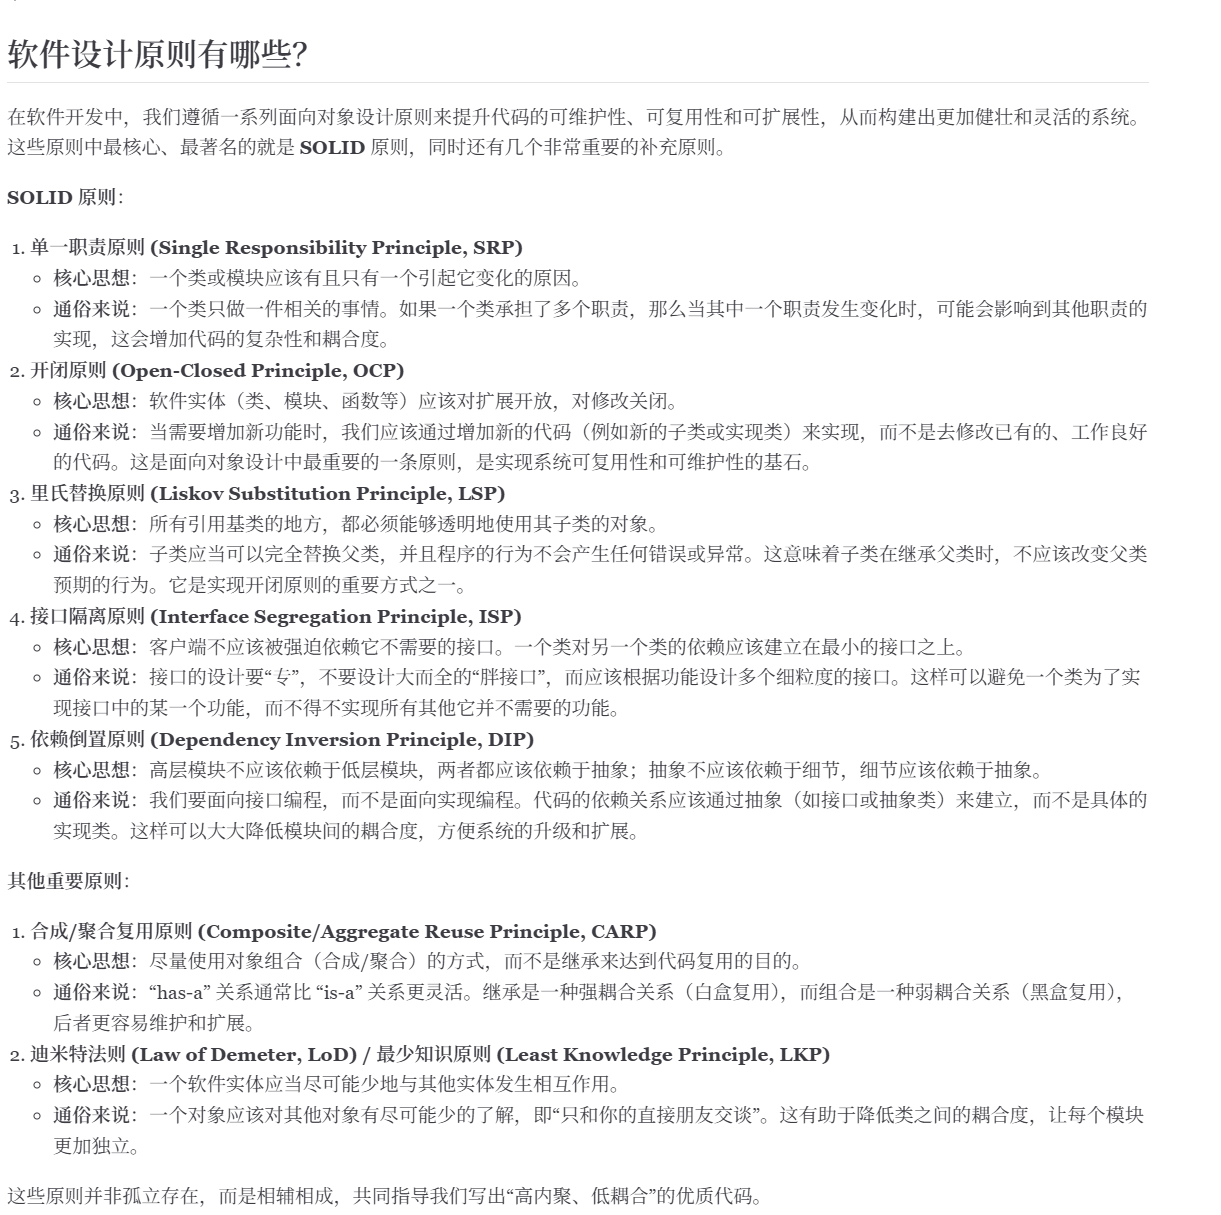 软件设计原则有哪些？
在软件开发中，我们遵循一系列面向对象设计原则来提升代码的可维护性、可复用性和可扩展性，从而构建出更加健壮和灵活的系统。
这些原则中最核心、最著名的就是 SOLID 原则，同时还有几个非常重要的补充原则。
SOLID 原则：
1. 单一职责原则 (Single Responsibility Principle, SRP)
◦ 核心思想：一个类或模块应该有且只有一个引起它变化的原因。
◦ 通俗来说：一个类只做一件相关的事情。如果一个类承担了多个职责，那么当其中一个职责发生变化时，可能会影响到其他职责的
实现，这会增加代码的复杂性和耦合度。
2. 开闭原则 (Open-Closed Principle, OCP)
◦ 核心思想：软件实体（类、模块、函数等）应该对扩展开放，对修改关闭。
◦ 通俗来说：当需要增加新功能时，我们应该通过增加新的代码（例如新的子类或实现类）来实现，而不是去修改已有的、工作良好
的代码。这是面向对象设计中最重要的一条原则，是实现系统可复用性和可维护性的基石。
3. 里氏替换原则 (Liskov Substitution Principle, LSP)
◦ 核心思想：所有引用基类的地方，都必须能够透明地使用其子类的对象。
◦ 通俗来说：子类应当可以完全替换父类，并且程序的行为不会产生任何错误或异常。这意味着子类在继承父类时，不应该改变父类
预期的行为。它是实现开闭原则的重要方式之一。
4. 接口隔离原则 (Interface Segregation Principle, ISP)
◦ 核心思想：客户端不应该被强迫依赖它不需要的接口。一个类对另一个类的依赖应该建立在最小的接口之上。
◦ 通俗来说：接口的设计要“专”，不要设计大而全的“胖接口”，而应该根据功能设计多个细粒度的接口。这样可以避免一个类为了实
现接口中的某一个功能，而不得不实现所有其他它并不需要的功能。
5. 依赖倒置原则 (Dependency Inversion Principle, DIP)
◦ 核心思想：高层模块不应该依赖于低层模块，两者都应该依赖于抽象；抽象不应该依赖于细节，细节应该依赖于抽象。
◦ 通俗来说：我们要面向接口编程，而不是面向实现编程。代码的依赖关系应该通过抽象（如接口或抽象类）来建立，而不是具体的
实现类。这样可以大大降低模块间的耦合度，方便系统的升级和扩展。
其他重要原则：
1. 合成/聚合复用原则 (Composite/Aggregate Reuse Principle, CARP)
◦ 核心思想：尽量使用对象组合（合成/聚合）的方式，而不是继承来达到代码复用的目的。
◦ 通俗来说：“has-a” 关系通常比 “is-a” 关系更灵活。继承是一种强耦合关系（白盒复用），而组合是一种弱耦合关系（黑盒复用），
后者更容易维护和扩展。
2. 迪米特法则 (Law of Demeter, LoD) / 最少知识原则 (Least Knowledge Principle, LKP)
◦ 核心思想：一个软件实体应当尽可能少地与其他实体发生相互作用。
◦ 通俗来说：一个对象应该对其他对象有尽可能少的了解，即“只和你的直接朋友交谈”。这有助于降低类之间的耦合度，让每个模块
更加独立。
这些原则并非孤立存在，而是相辅相成，共同指导我们写出“高内聚、低耦合”的优质代码。